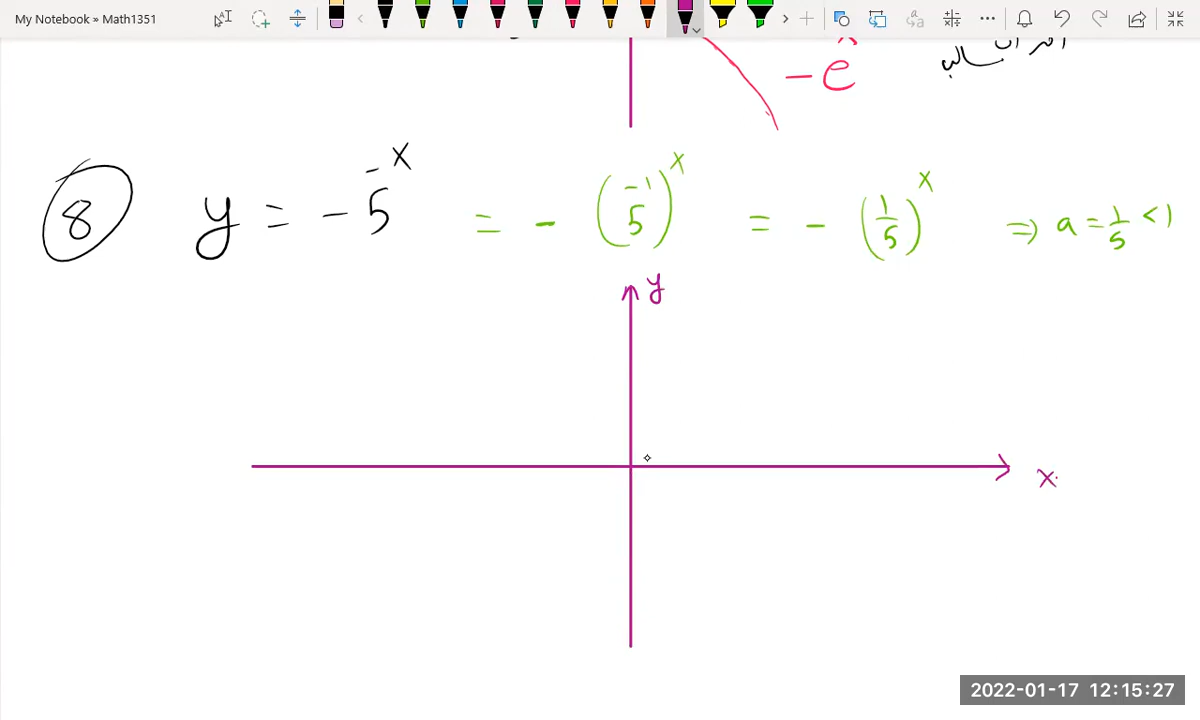 My Notebook » Math1351
- e^x
8 y = -5^{-x} = -(5^{-1})^x = -(1/5)^x ⇒ a = 1/5 < 1
y
x
2022-01-17 12:15:27